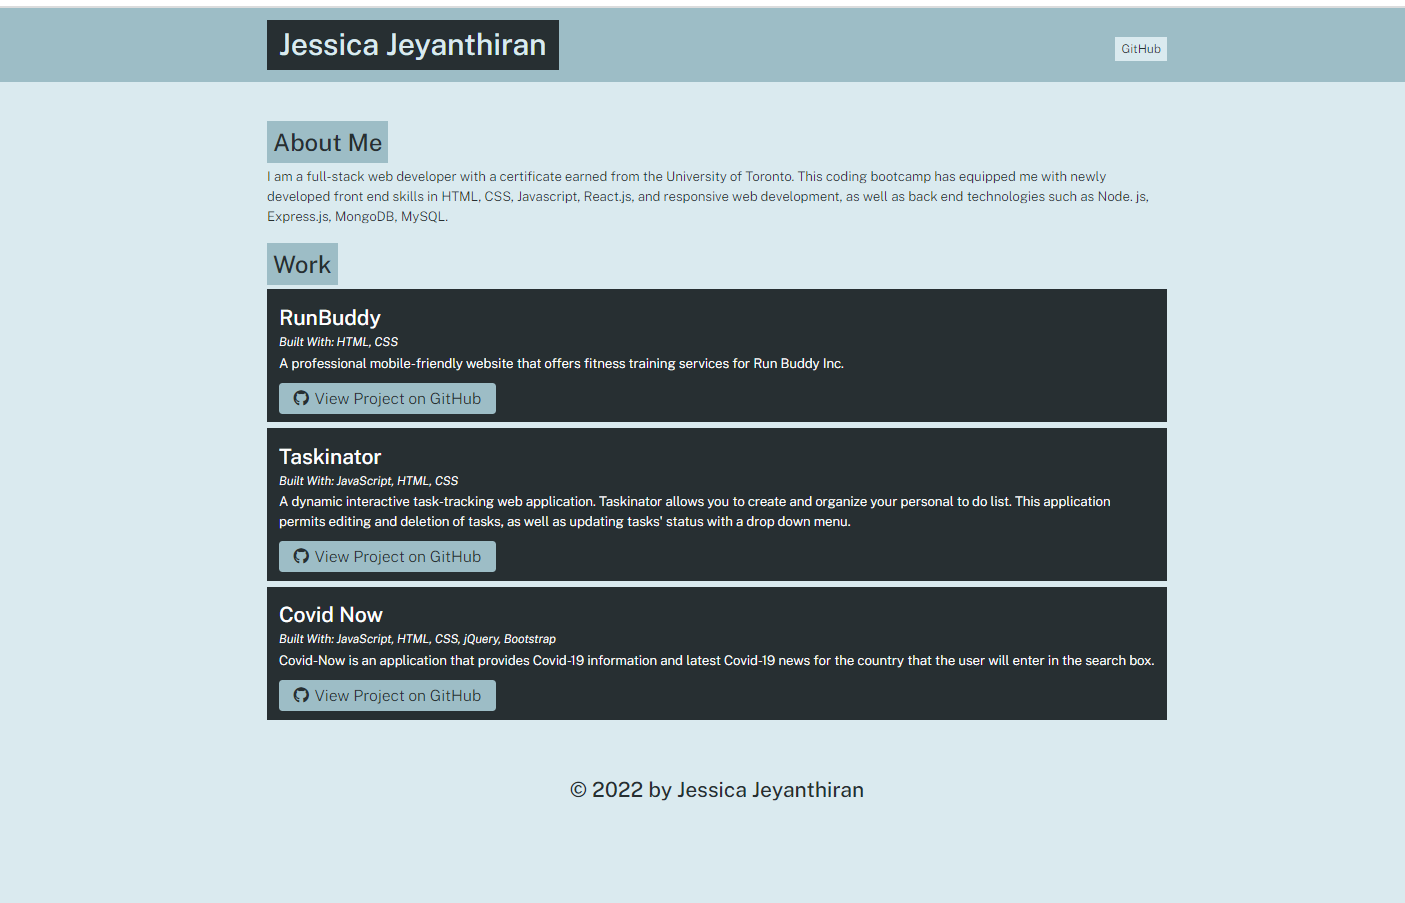 Jessica Jeyanthiran
GitHub
About Me
I am a full-stack web developer with a certificate earned from the University of Toronto. This coding bootcamp has equipped me with newly
developed front end skills in HTML, CSS, Javascript, React.js, and responsive web development, as well as back end technologies such as Node. js,
Express.js, MongoDB, MySQL.
Work
RunBuddy
Built With: HTML, CSS
A professional mobile-friendly website that offers fitness training services for Run Buddy Inc.
View Project on GitHub
Taskinator
Built With: JavaScript, HTML, CSS
A dynamic interactive task-tracking web application. Taskinator allows you to create and organize your personal to do list. This application
permits editing and deletion of tasks, as well as updating tasks' status with a drop down menu.
View Project on GitHub
Covid Now
Built With: JavaScript, HTML, CSS, jQuery, Bootstrap
Covid-Now is an application that provides Covid-19 information and latest Covid-19 news for the country that the user will enter in the search box.
View Project on GitHub
© 2022 by Jessica Jeyanthiran